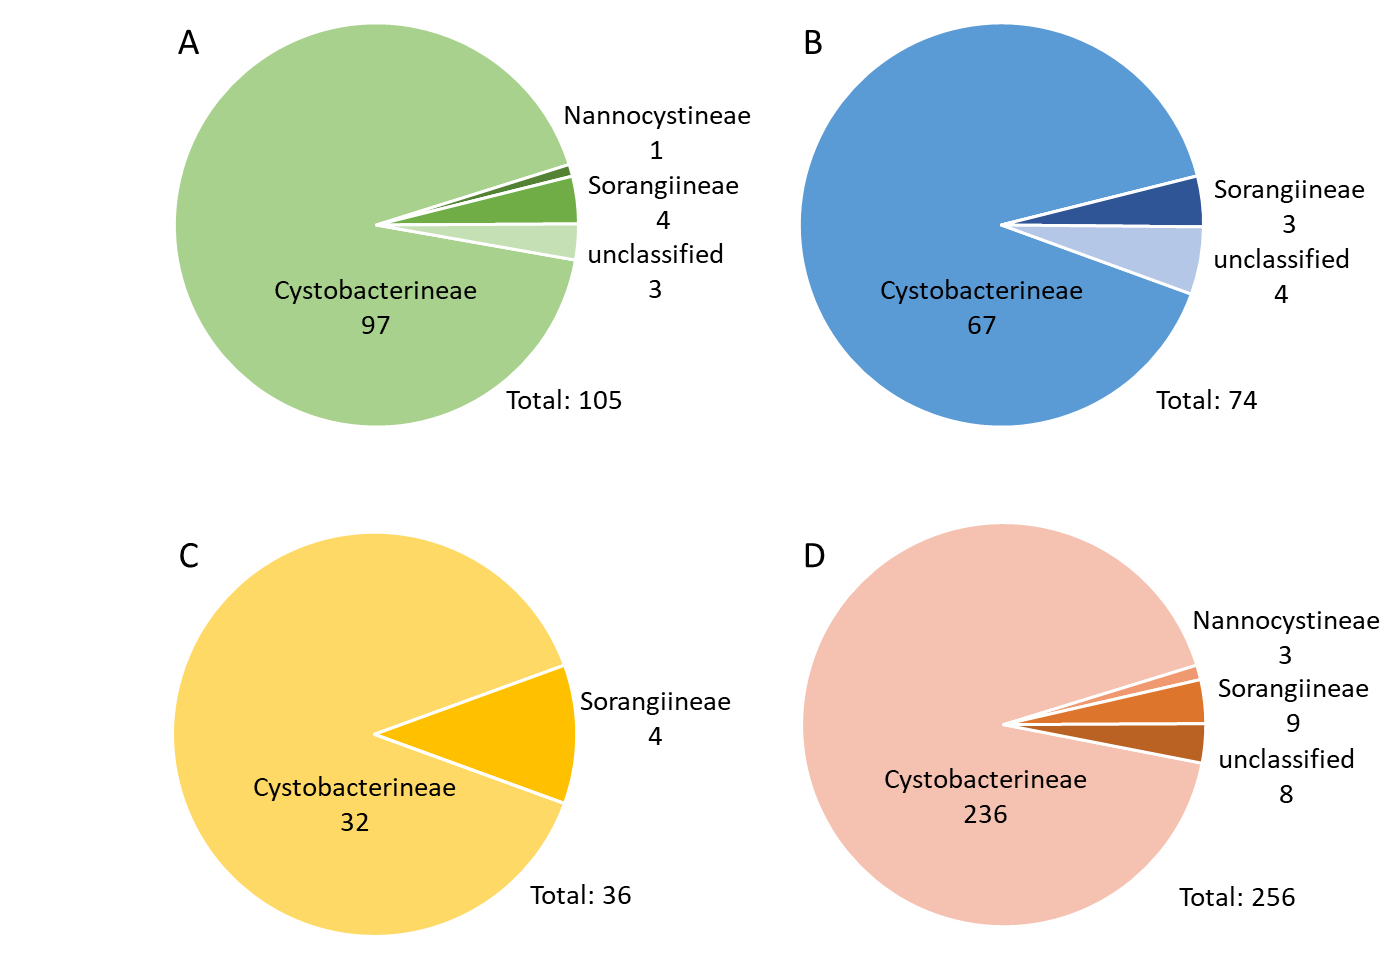 A
Nannocystineae
1
Sorangiineae
4
unclassified
3
Cystobacterineae
97
Total: 105
B
Sorangiineae
3
unclassified
4
Cystobacterineae
67
Total: 74
C
Sorangiineae
4
Cystobacterineae
32
Total: 36
D
Nannocystineae
3
Sorangiineae
9
unclassified
8
Cystobacterineae
236
Total: 256